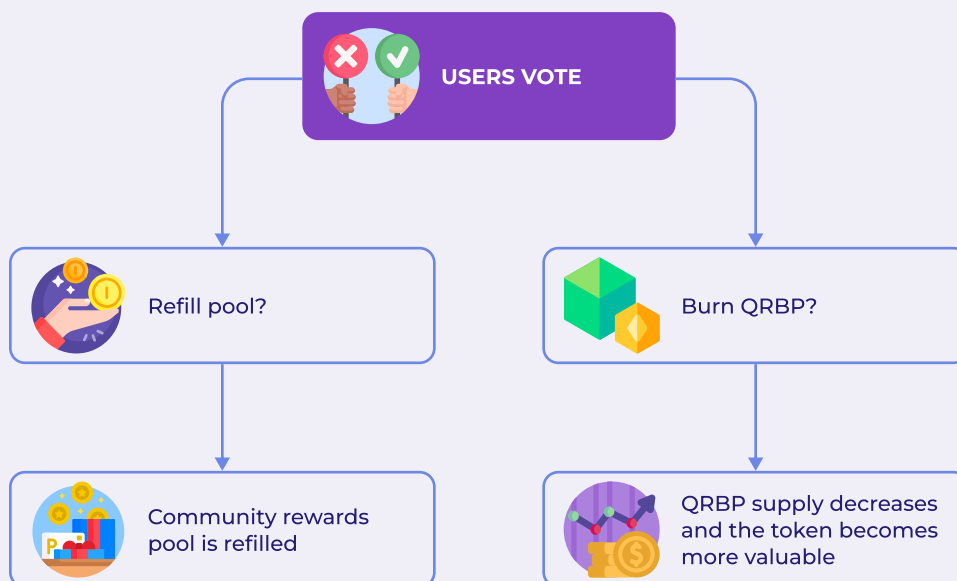 USERS VOTE
Refill pool?
Burn QRBP?
Community rewards
pool is refilled
P
QRBP supply decreases
and the token becomes
more valuable
$